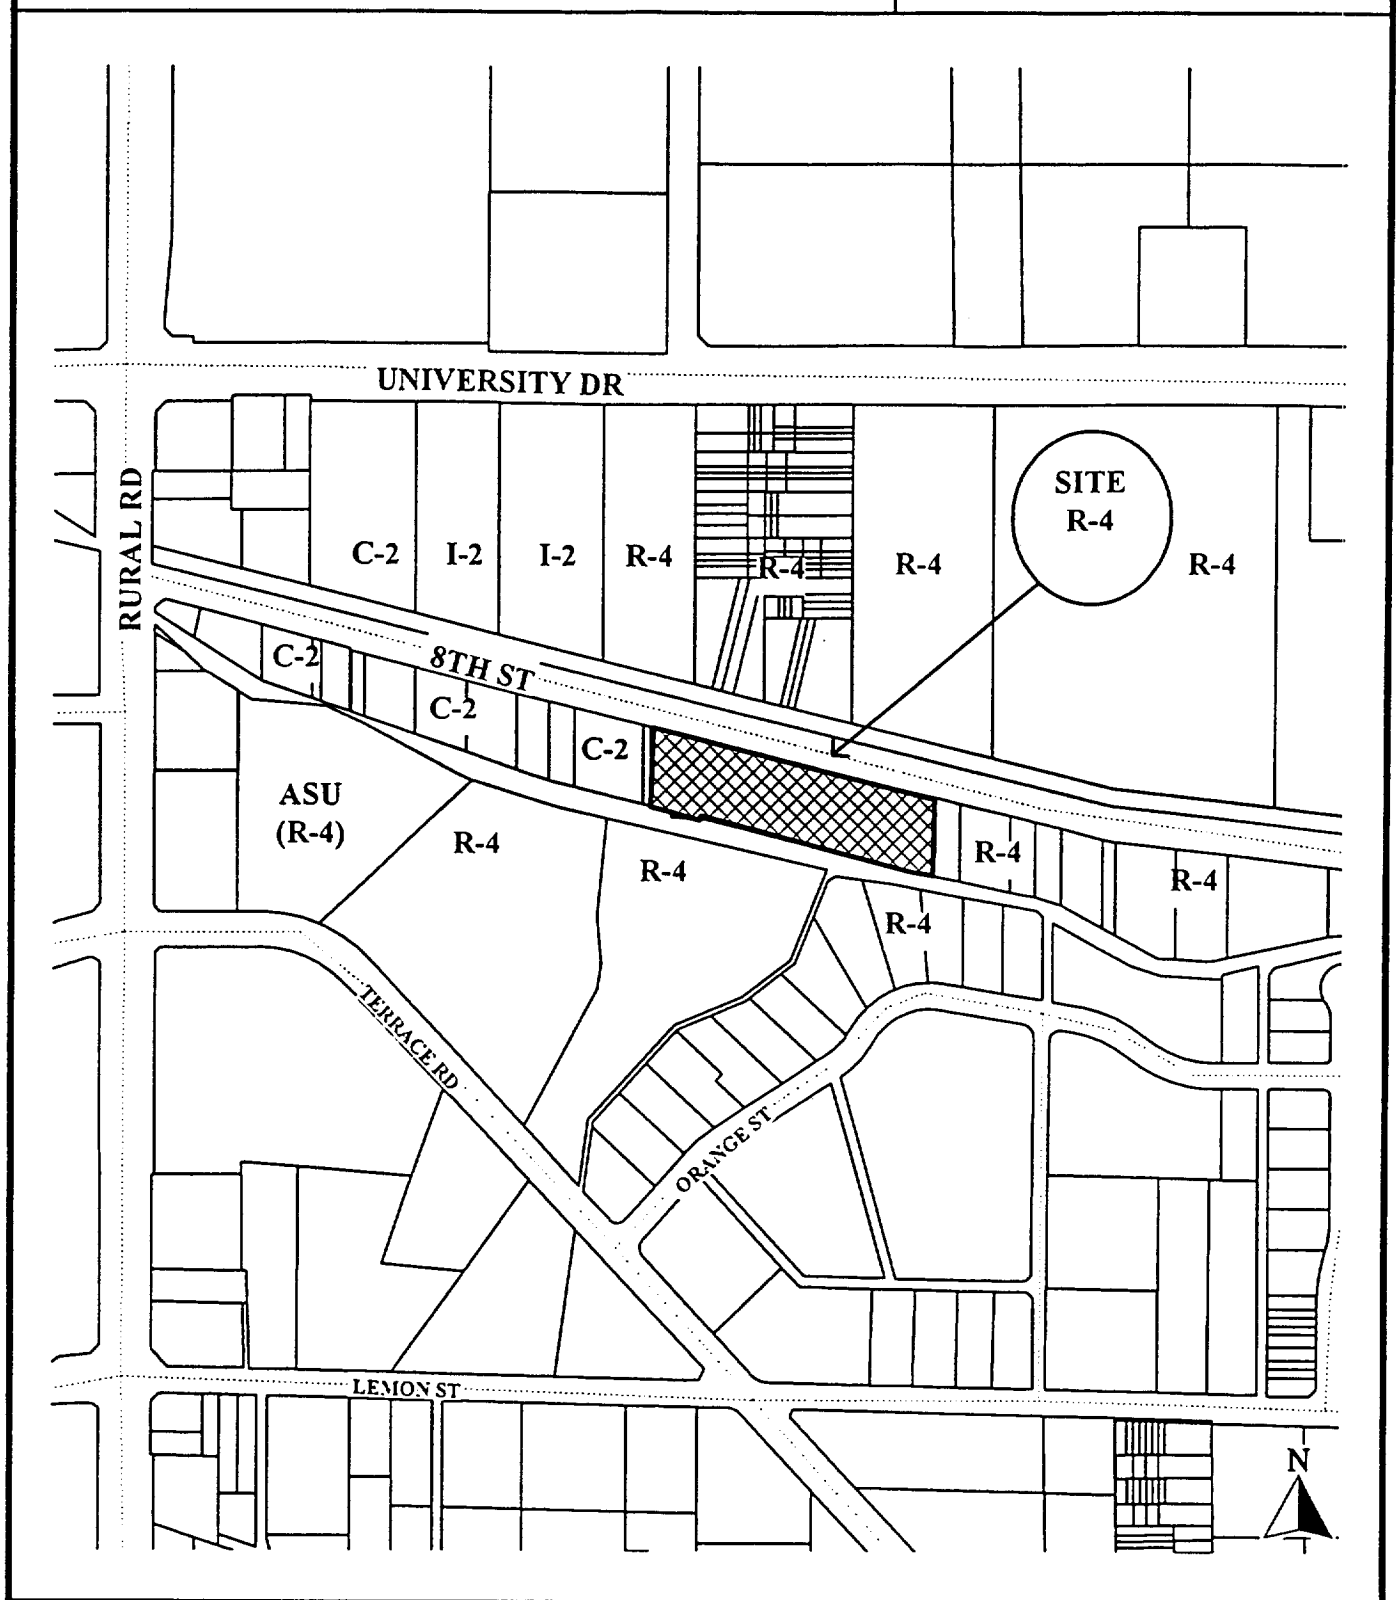 UNIVERSITY DR
SITE
R-4
RURAL RD
C-2
I-2
I-2
R-4
R-4
R-4
R-4
8TH ST
C-2
C-2
C-2
ASU
(R-4)
R-4
R-4
R-4
R-4
R-4
TERRACE RD
ORANGE ST
LEMON ST
N